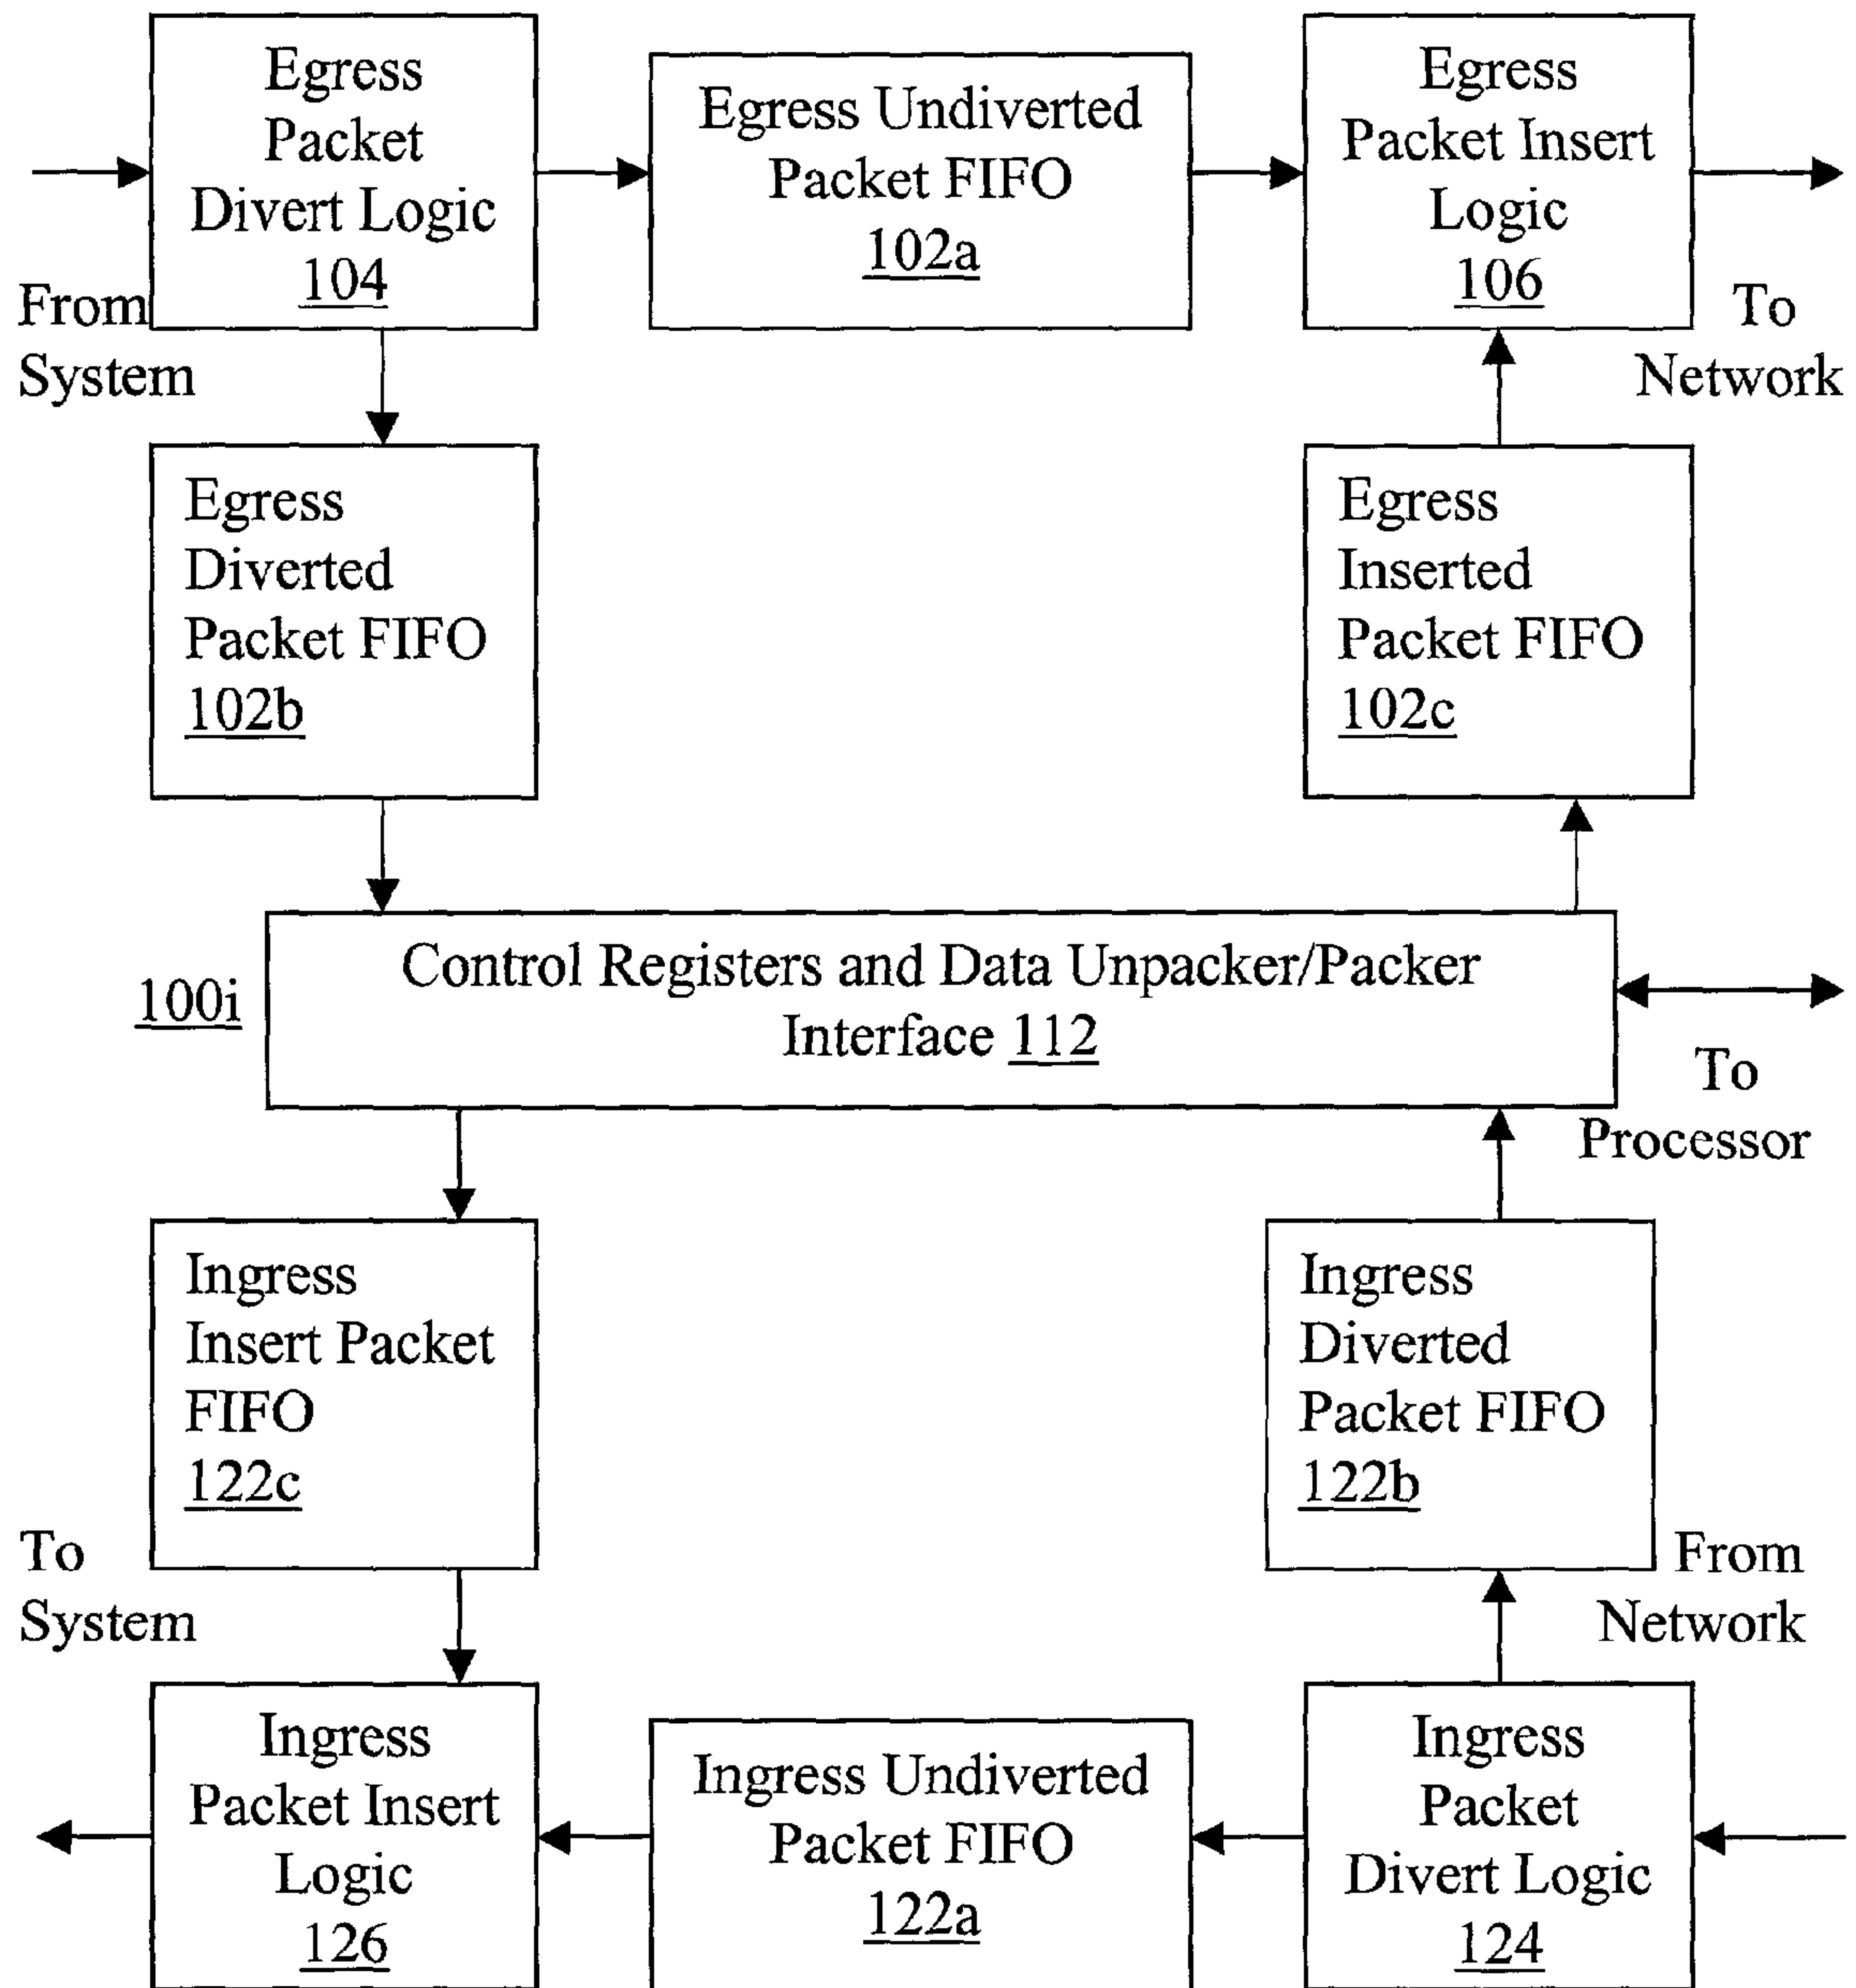 Egress
Packet
Divert Logic
104
Egress Undiverted
Packet FIFO
102a
Egress
Packet Insert
Logic
106
From
System
To
Network
Egress
Diverted
Packet FIFO
102b
Egress
Inserted
Packet FIFO
102c
100i
Control Registers and Data Unpacker/Packer
Interface 112
To
Processor
Ingress
Insert Packet
FIFO
122c
Ingress
Diverted
Packet FIFO
122b
To
System
From
Network
Ingress
Packet Insert
Logic
126
Ingress Undiverted
Packet FIFO
122a
Ingress
Packet
Divert Logic
124